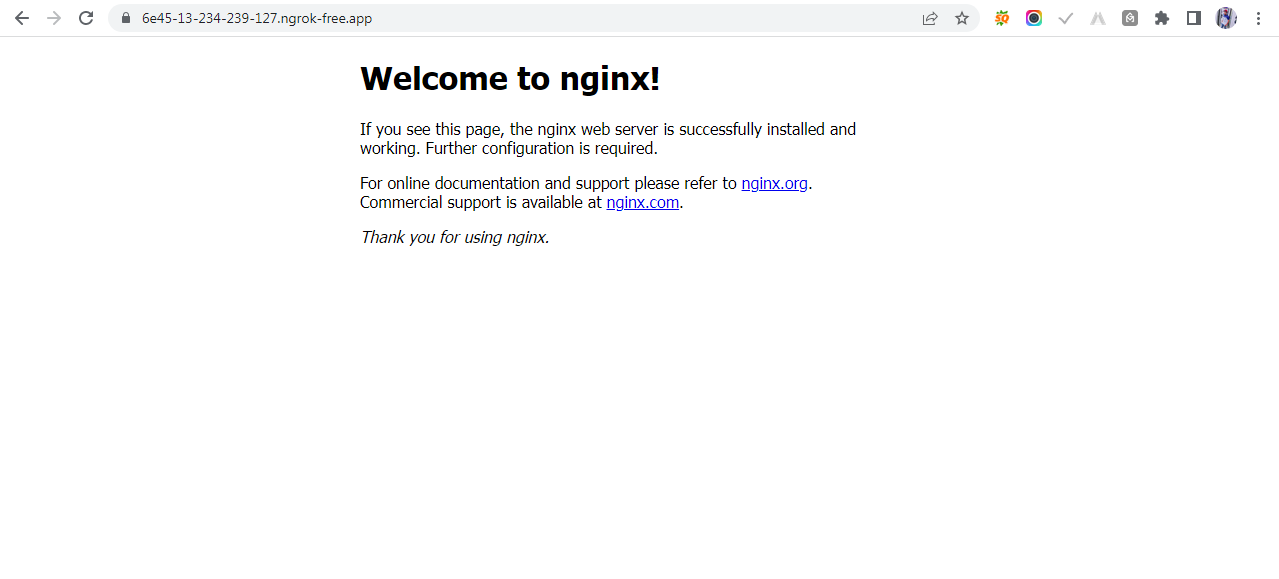 6e45-13-234-239-127.ngrok-free.app
Welcome to nginx!
If you see this page, the nginx web server is successfully installed and
working. Further configuration is required.
For online documentation and support please refer to nginx.org.
Commercial support is available at nginx.com.
Thank you for using nginx.